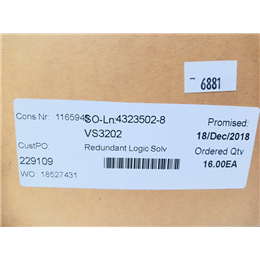 6881
Cons.Nr: 116594 SO-Ln:4323502-8
VS3202
Promised:
18/Dec/2018
CustPO:
229109
Redundant Logic Solv
Ordered Qty
16.00EA
WO 18527431